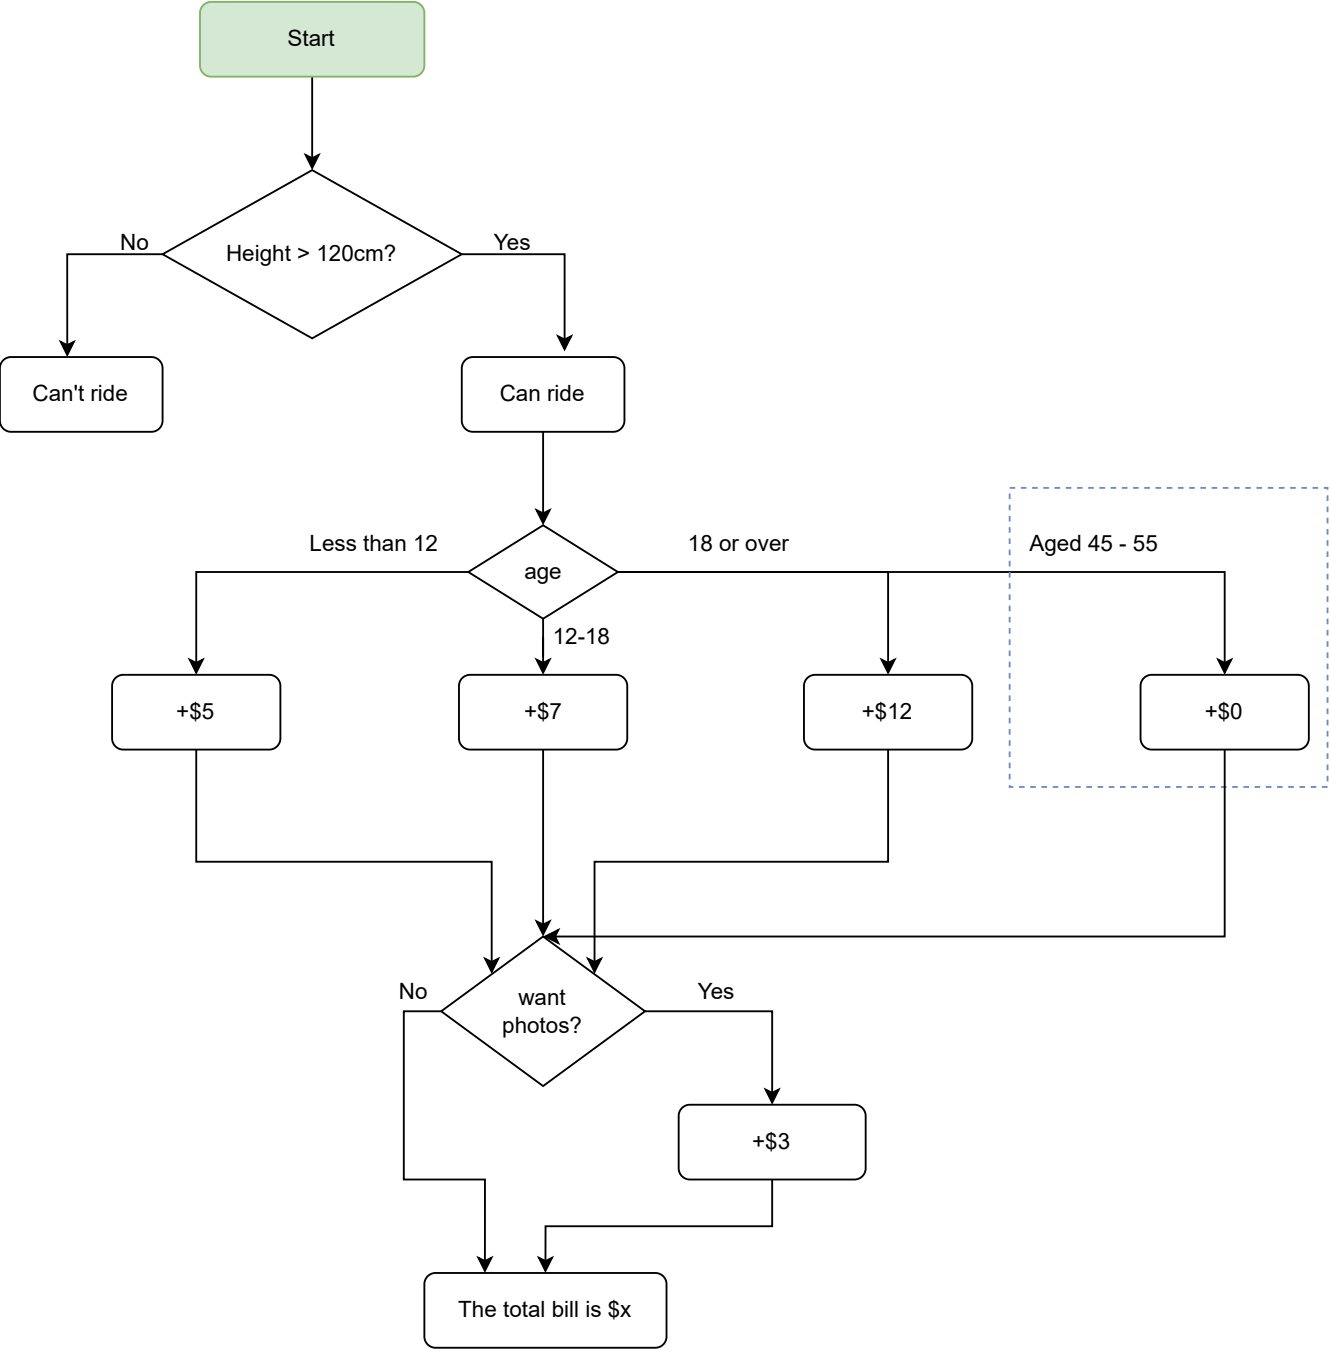 Start
Height > 120cm?
No
Yes
Can't ride
Can ride
Less than 12
18 or over
Aged 45 - 55
age
12-18
+$5
+$7
+$12
+$0
want
photos?
No
Yes
+$3
The total bill is $x